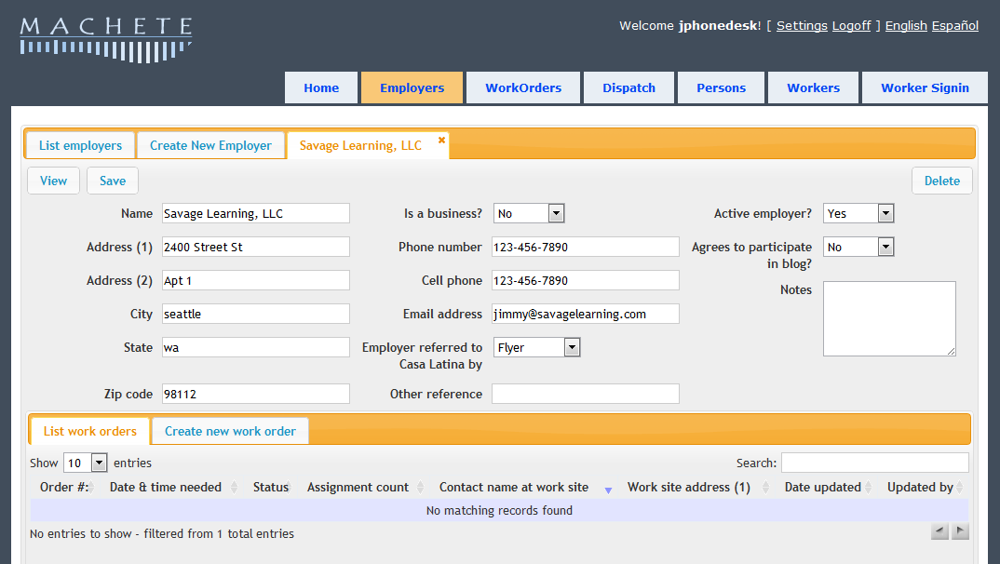 MACHETE
Welcome jphonedesk! [ Settings Logoff ] English Español
Home Employers WorkOrders Dispatch Persons Workers Worker Signin
List employers Create New Employer Savage Learning, LLC
View Save Delete
Name Savage Learning, LLC Is a business? No Active employer? Yes
Address (1) 2400 Street St Phone number 123-456-7890 Agrees to participate in blog? No
Address (2) Apt 1 Cell phone 123-456-7890 Notes
City seattle Email address jimmy@savagelearning.com
State wa Employer referred to Casa Latina by Flyer
Zip code 98112 Other reference
List work orders Create new work order
Show 10 entries Search:
Order #: Date & time needed Status Assignment count Contact name at work site Work site address (1) Date updated Updated by
No matching records found
No entries to show - filtered from 1 total entries